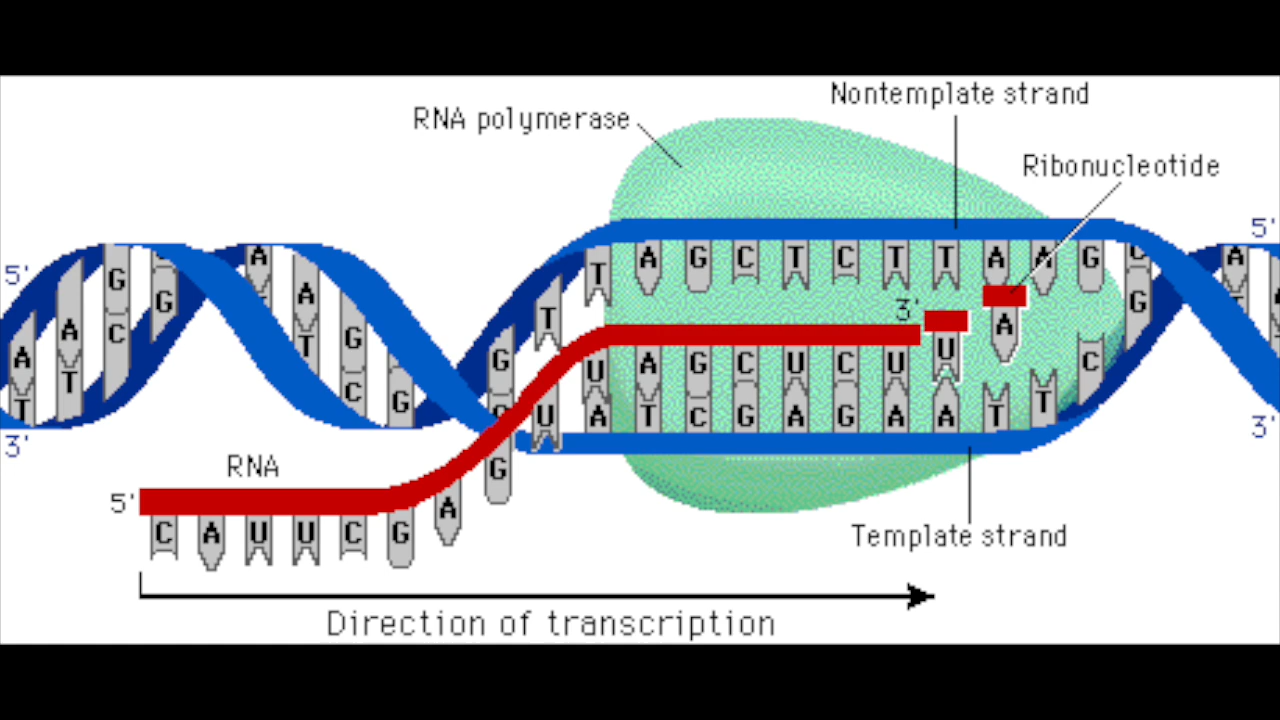 Nontemplate strand
RNA polymerase
Ribonucleotide
5'
5'
A
G
A
T A G C T C T T A A G C
A
G
G
A
T
G
3'
A
A
C
T
G
U A G C U C U U
C
T
T
C
G
U A T C G A G A A T T
3'
3'
RNA
G
5'
C A U U C G A
Template strand
Direction of transcription